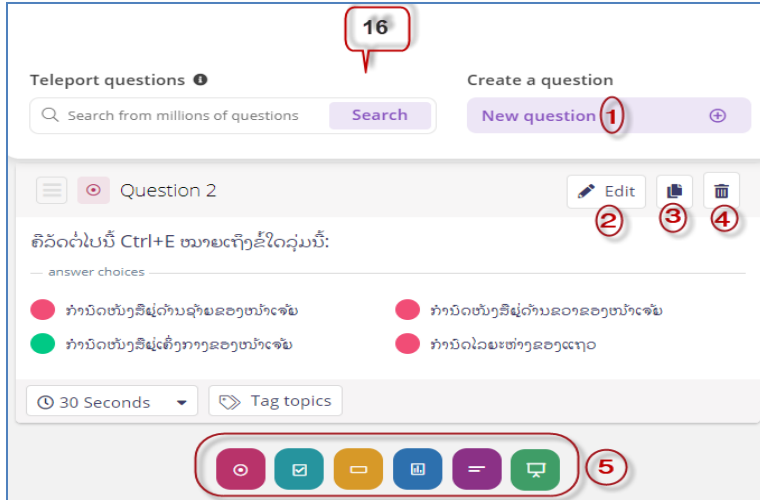 16
Teleport questions
Create a question
Search from millions of questions Search
New question 1
Question 2
Edit
2 3 4
ຄີລັດຕໍ່ໄປນີ້ Ctrl+E ໝາຍເຖິງຂໍ້ໃດລຸ່ມນີ້:
answer choices
ກຳນົດໜັງສືຢູ່ດ້ານຊ້າຍຂອງໜ້າເຈ້ຍ
ກຳນົດໜັງສືຢູ່ດ້ານຂວາຂອງໜ້າເຈ້ຍ
ກຳນົດໜັງສືຢູ່ເຄິ່ງກາງຂອງໜ້າເຈ້ຍ
ກຳນົດໄລຍະຫ່າງຂອງແຖວ
30 Seconds
Tag topics
5